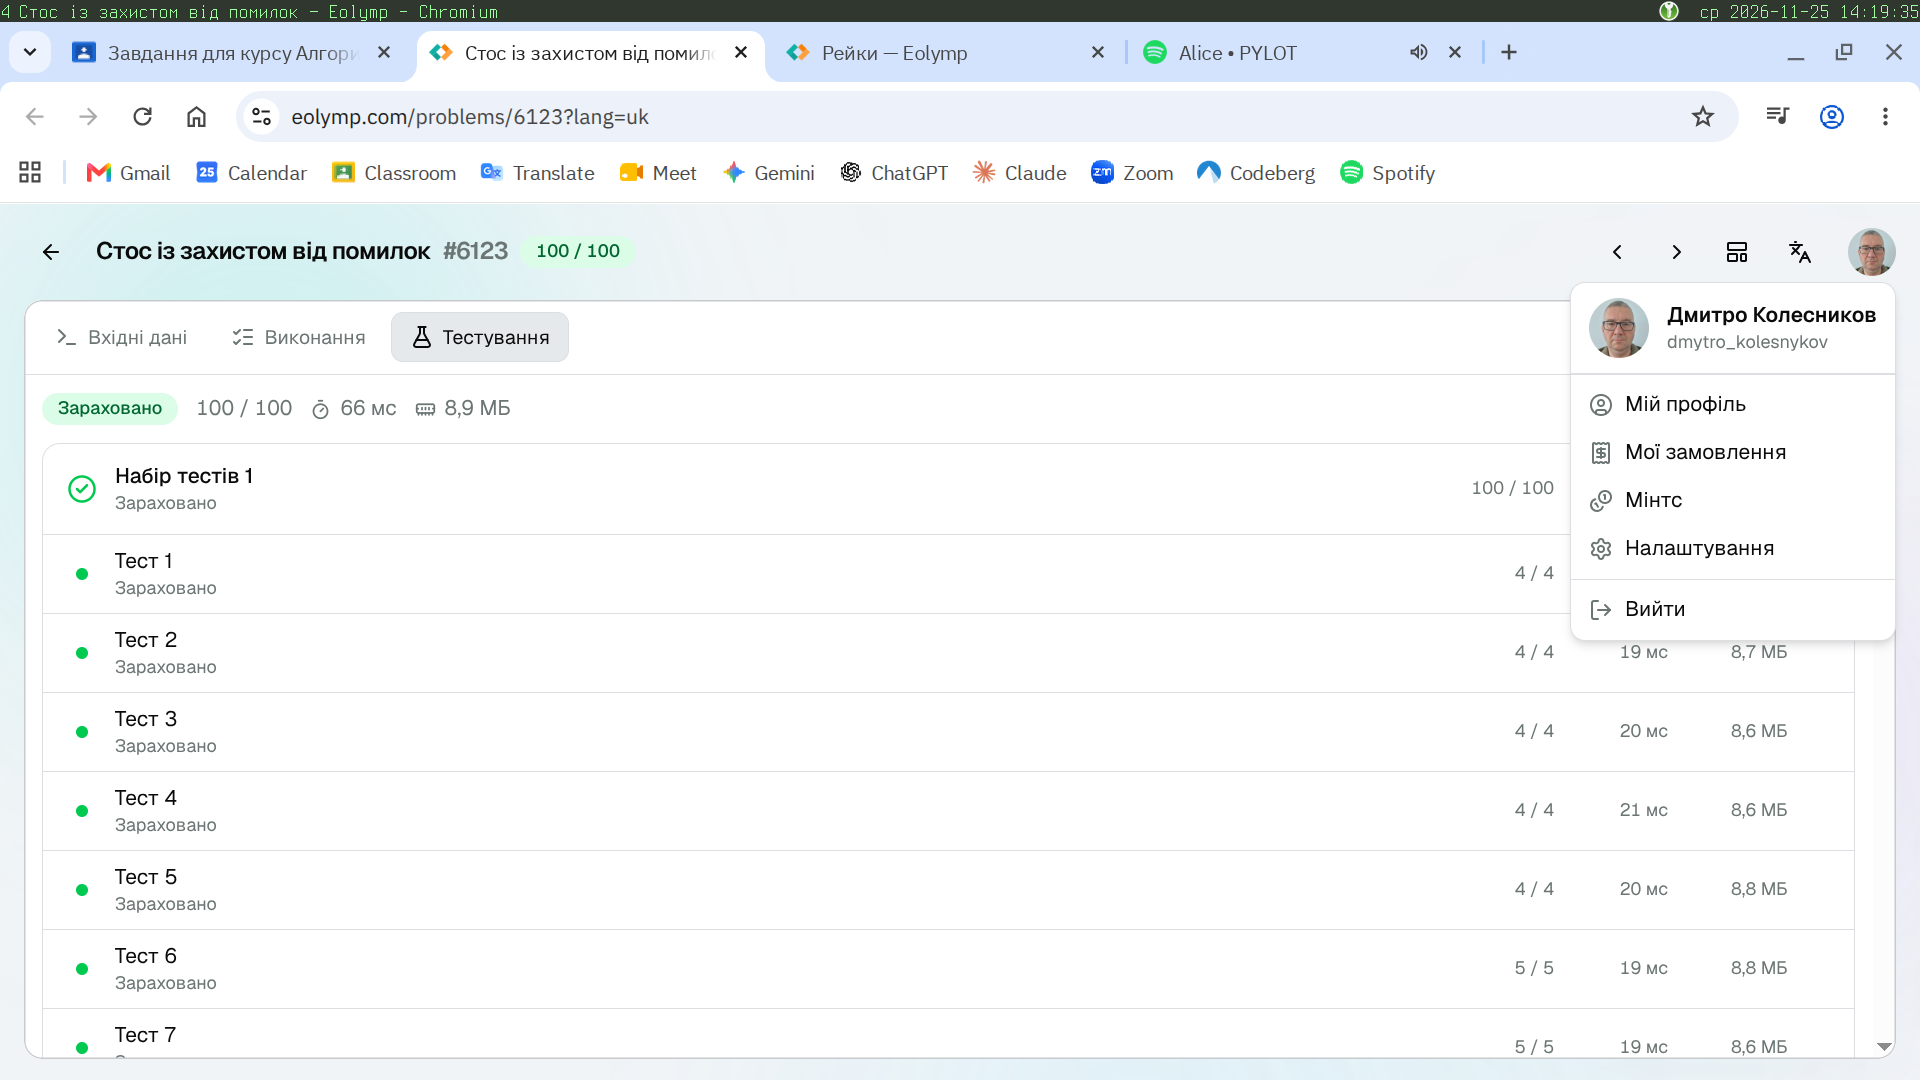 4 Стос із захистом від помилок – Eolymp – Chromium
ср 2026-11-25 14:19:35
Завдання для курсу Алгори
Стос із захистом від помил
Рейки — Eolymp
Alice • PYLOT
eolymp.com/problems/6123?lang=uk
Gmail
Calendar
Classroom
Translate
Meet
Gemini
ChatGPT
Claude
Zoom
Codeberg
Spotify
Стос із захистом від помилок #6123 100 / 100
Дмитро Колесников
dmytro_kolesnykov
Мій профіль
Мої замовлення
Мінтс
Налаштування
Вийти
Вхідні дані
Виконання
Тестування
Зараховано 100 / 100 66 мс 8,9 МБ
Набір тестів 1
Зараховано
100 / 100
Тест 1
Зараховано
4 / 4
Тест 2
Зараховано
4 / 4 19 мс 8,7 МБ
Тест 3
Зараховано
4 / 4 20 мс 8,6 МБ
Тест 4
Зараховано
4 / 4 21 мс 8,6 МБ
Тест 5
Зараховано
4 / 4 20 мс 8,8 МБ
Тест 6
Зараховано
5 / 5 19 мс 8,8 МБ
Тест 7
5 / 5 19 мс 8,6 МБ